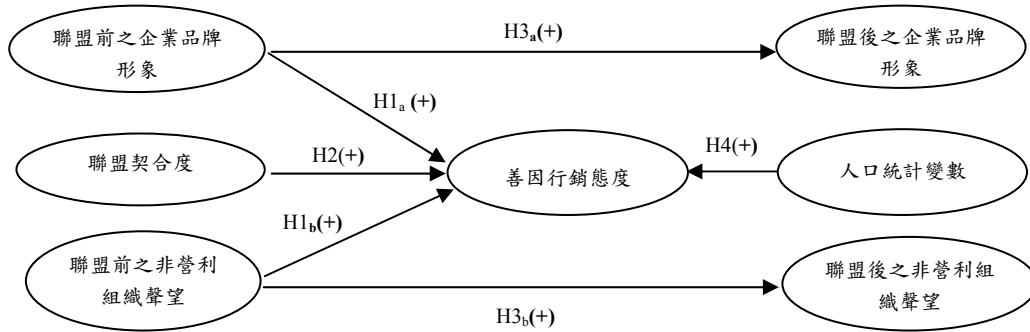 聯盟前之企業品牌
形象
H3a(+)
聯盟後之企業品牌
形象
H1a (+)
聯盟契合度
H2(+)
善因行銷態度
H4(+)
人口統計變數
H1b(+)
聯盟前之非營利
組織聲望
聯盟後之非營利組
織聲望
H3b(+)